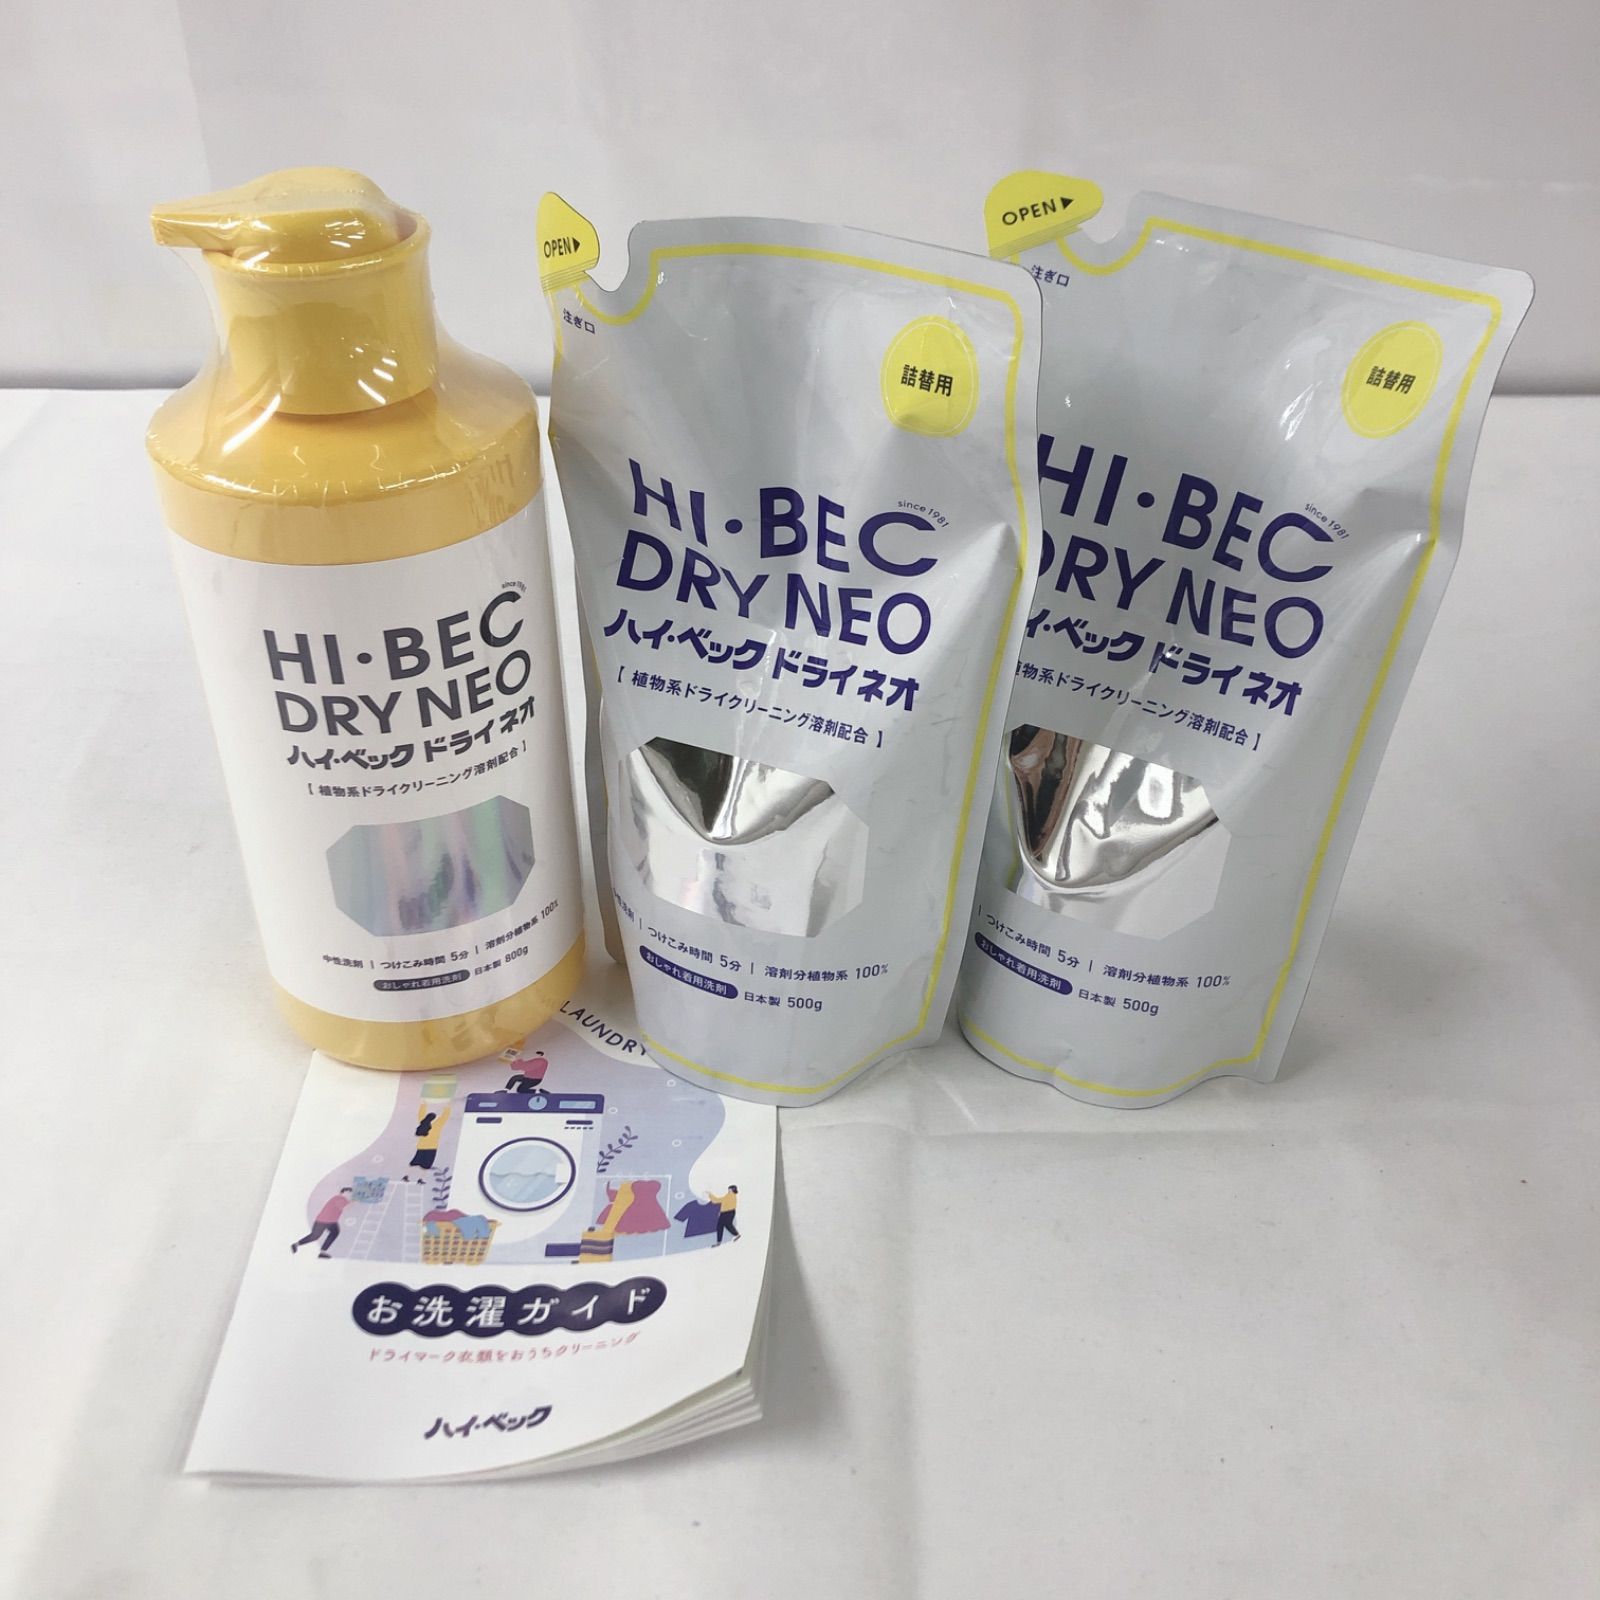 HI・BEC
since 1981
DRY NEO
ハイ・ベック ドライ ネオ
【 植物系ドライクリーニング溶剤配合 】
中性洗剤 | つけこみ時間 5分 | 溶剤分植物系 100%
おしゃれ着用洗剤 日本製 800g
OPEN▶
注ぎ口
詰替用
HI・BEC
since 1981
DRY NEO
ハイ・ベック ドライ ネオ
【 植物系ドライクリーニング溶剤配合 】
性洗剤 | つけこみ時間 5分 | 溶剤分植物系 100%
おしゃれ着用洗剤 日本製 500g
OPEN▶
注ぎ口
詰替用
HI・BEC
since 1981
DRY NEO
イ・ベック ドライ ネオ
植物系ドライクリーニング溶剤配合 】
つけこみ時間 5分 | 溶剤分植物系 100%
おしゃれ着用洗剤 日本製 500g
LAUNDRY
お洗濯ガイド
ドライマーク衣類をおうちクリーニング
ハイ・ベック